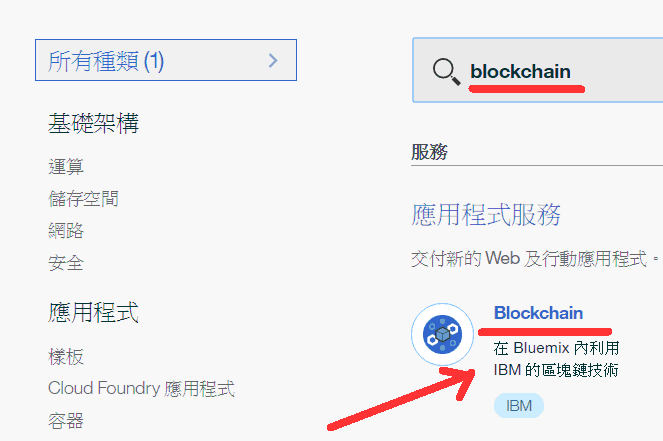 所有種類 (1)
基礎架構
運算
儲存空間
網路
安全
應用程式
樣板
Cloud Foundry 應用程式
容器
blockchain
服務
應用程式服務
交付新的 Web 及行動應用程式。
Blockchain
在 Bluemix 內利用
IBM 的區塊鏈技術
IBM